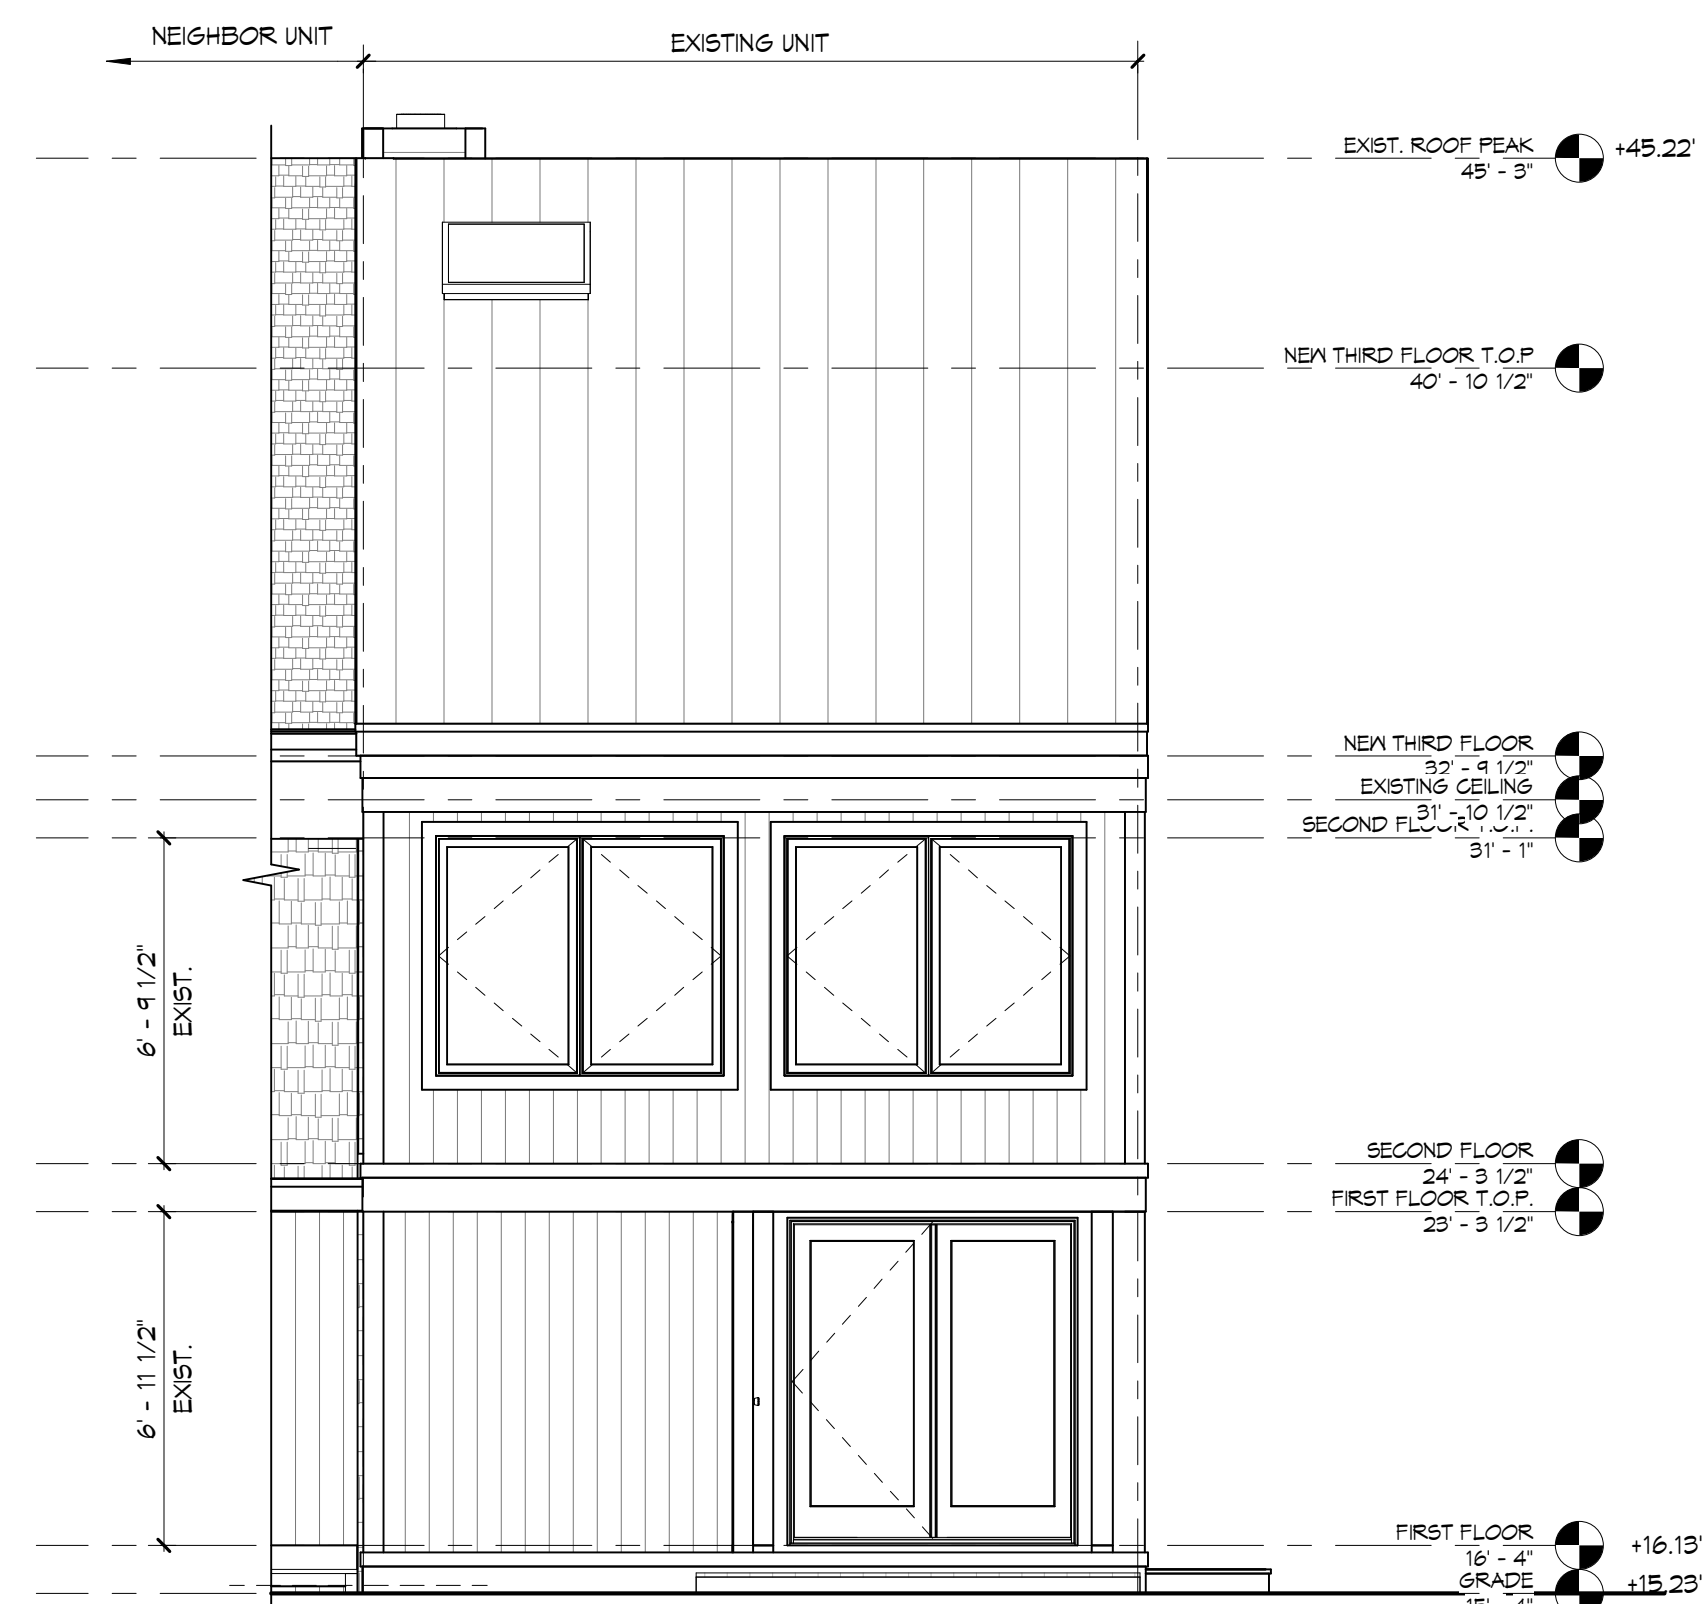 NEIGHBOR UNIT
EXISTING UNIT
EXIST. ROOF PEAK
45' - 3"
+45.22'
NEW THIRD FLOOR T.O.P
40' - 10 1/2"
NEW THIRD FLOOR
32' - 9 1/2"
EXISTING CEILING
31' - 10 1/2"
SECOND FLOOR T.O.P.
31' - 1"
6' - 9 1/2"
EXIST.
SECOND FLOOR
24' - 3 1/2"
FIRST FLOOR T.O.P.
23' - 3 1/2"
6' - 11 1/2"
EXIST.
FIRST FLOOR
16' - 4"
+16.13'
GRADE
15' - 4"
+15.23'